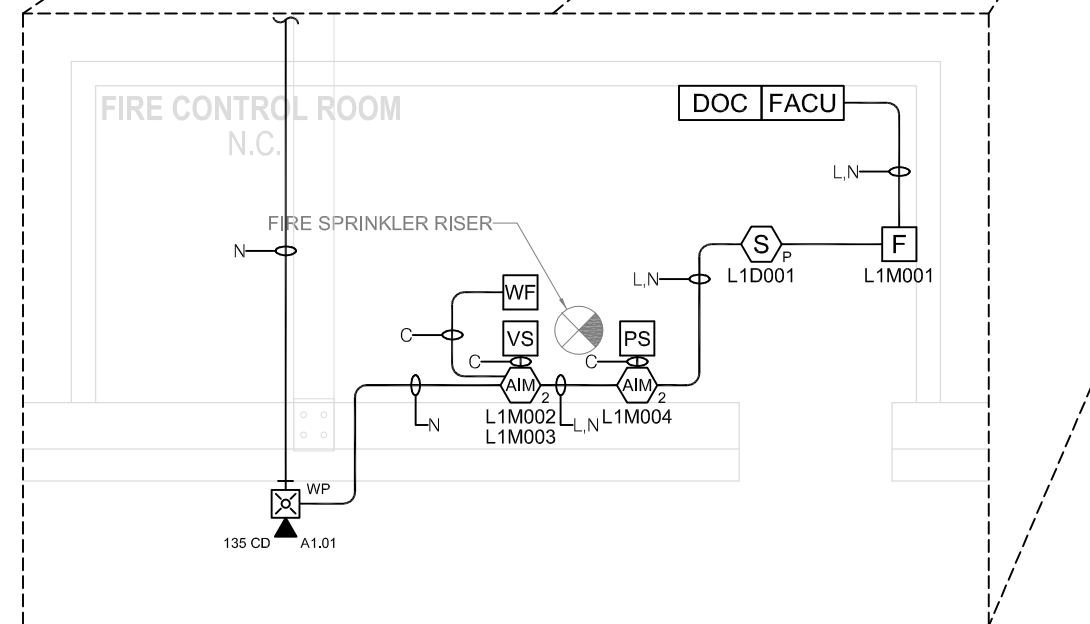 FIRE CONTROL ROOM
N.C.
DOC FACU
L,N
FIRE SPRINKLER RISER
N
S P
F
L1D001
L1M001
L,N
WF
C
VS
PS
C
C
AIM 2
AIM 2
L1M002
L1M003
L,N
L1M004
N
WP
135 CD
A1.01